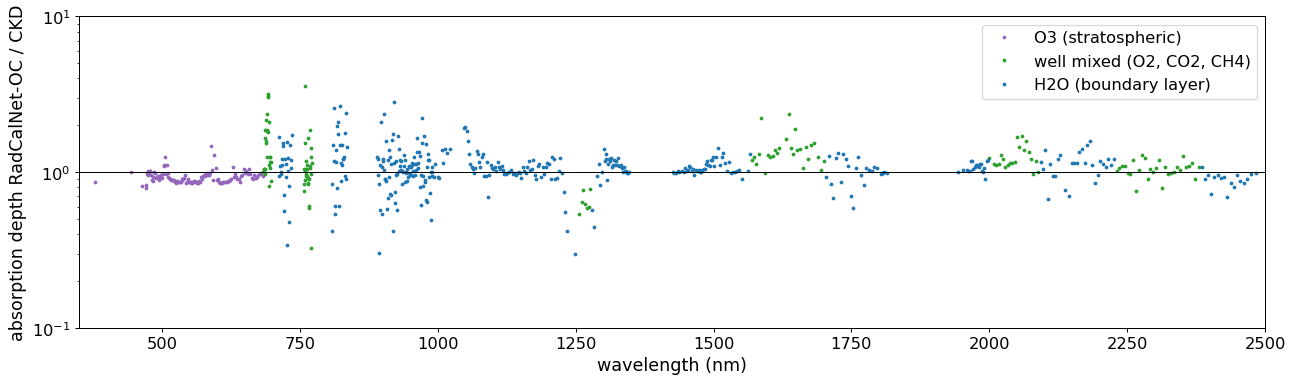 absorption depth RadCalNet-OC / CKD
10¹
10⁰
10⁻¹
O3 (stratospheric)
well mixed (O2, CO2, CH4)
H2O (boundary layer)
500 750 1000 1250 1500 1750 2000 2250 2500
wavelength (nm)